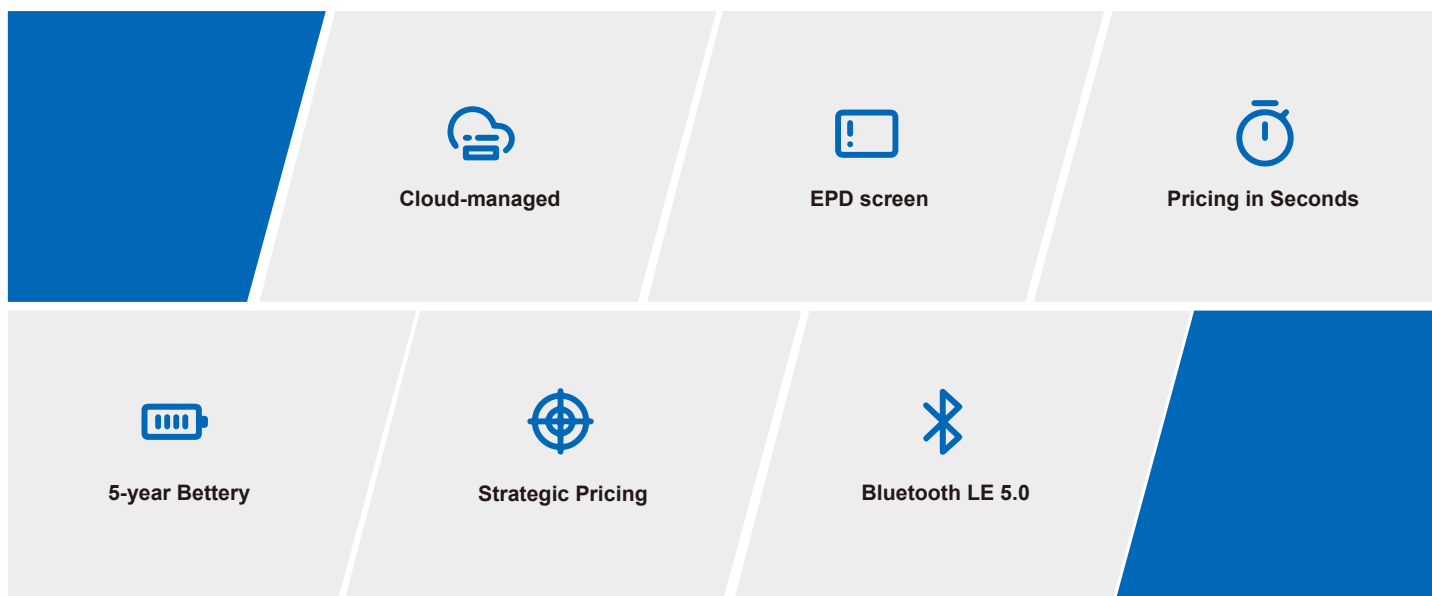 Cloud-managed
EPD screen
Pricing in Seconds
5-year Bettery
Strategic Pricing
Bluetooth LE 5.0